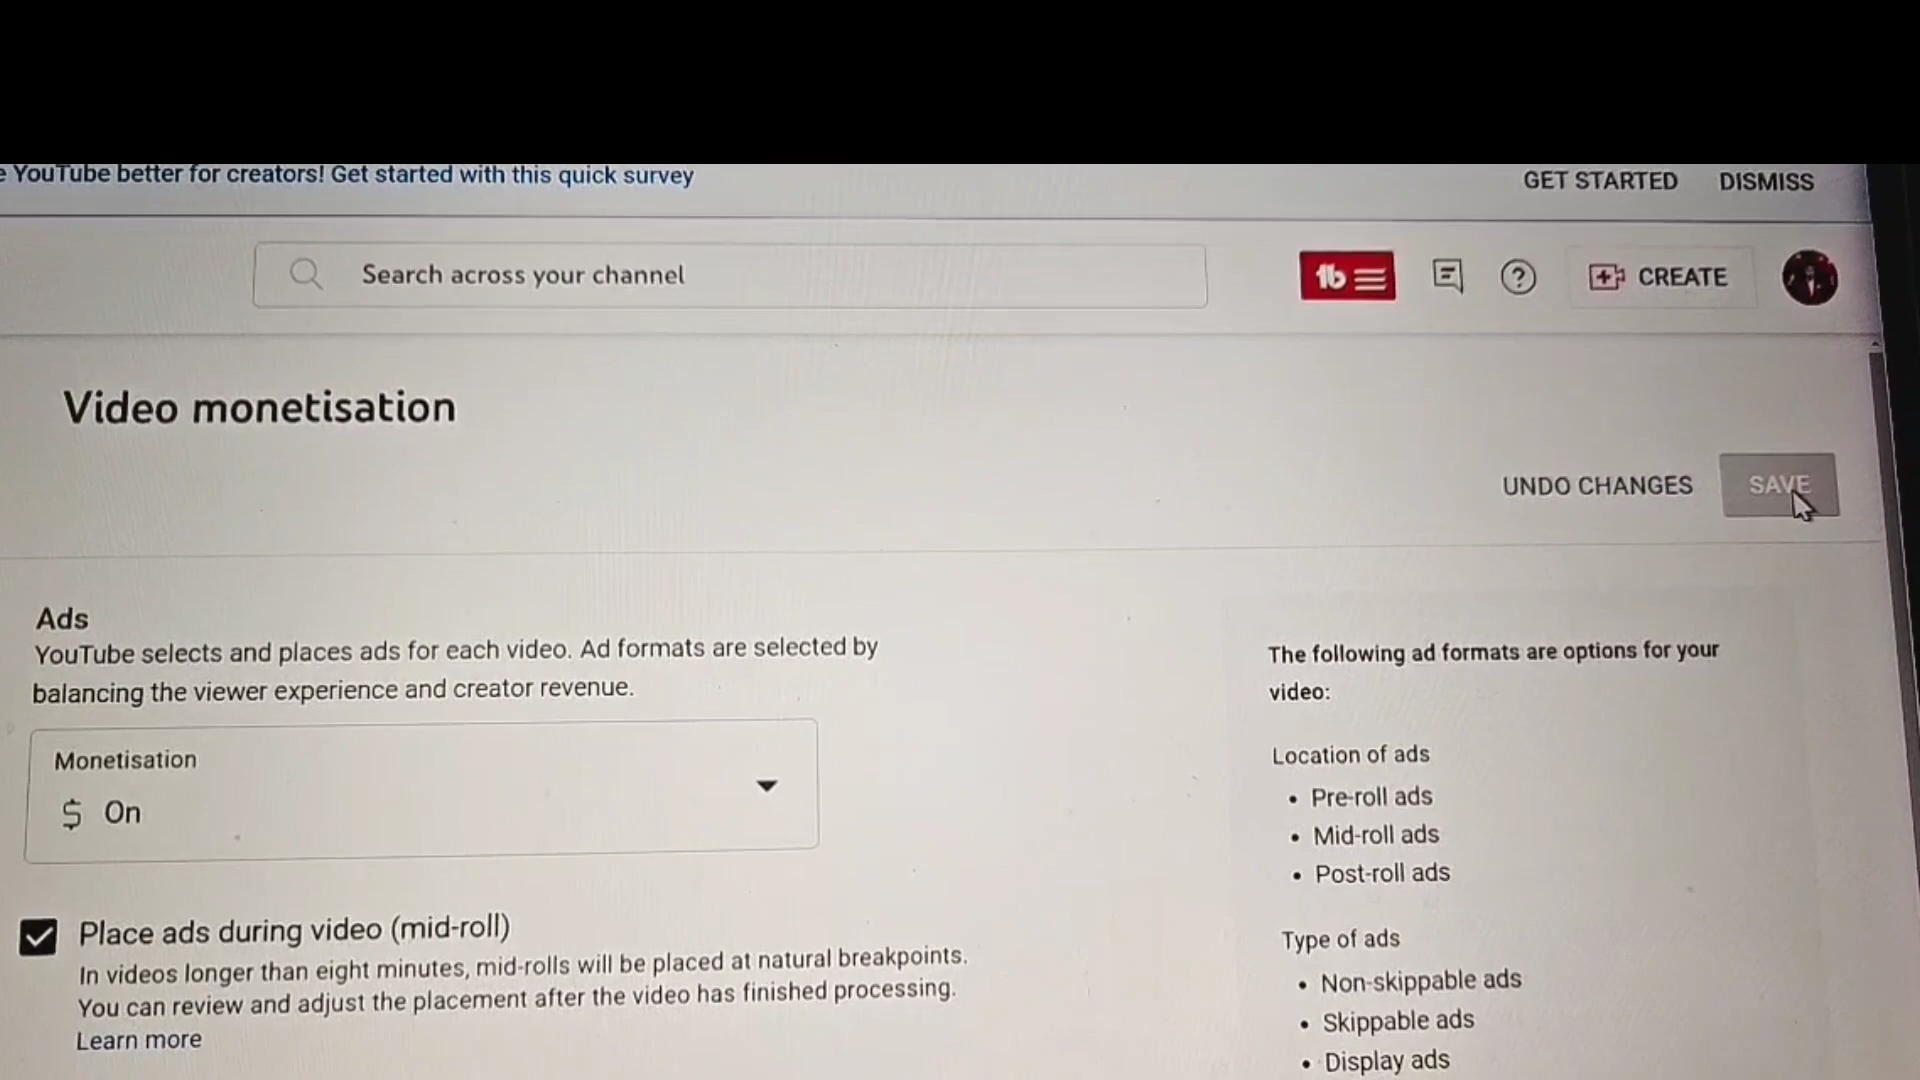 YouTube better for creators! Get started with this quick survey
GET STARTED DISMISS
Search across your channel
CREATE
Video monetisation
UNDO CHANGES SAVE
Ads
YouTube selects and places ads for each video. Ad formats are selected by
balancing the viewer experience and creator revenue.
Monetisation
$ On
Place ads during video (mid-roll)
In videos longer than eight minutes, mid-rolls will be placed at natural breakpoints.
You can review and adjust the placement after the video has finished processing.
Learn more
The following ad formats are options for your
video:
Location of ads
• Pre-roll ads
• Mid-roll ads
• Post-roll ads
Type of ads
• Non-skippable ads
• Skippable ads
• Display ads